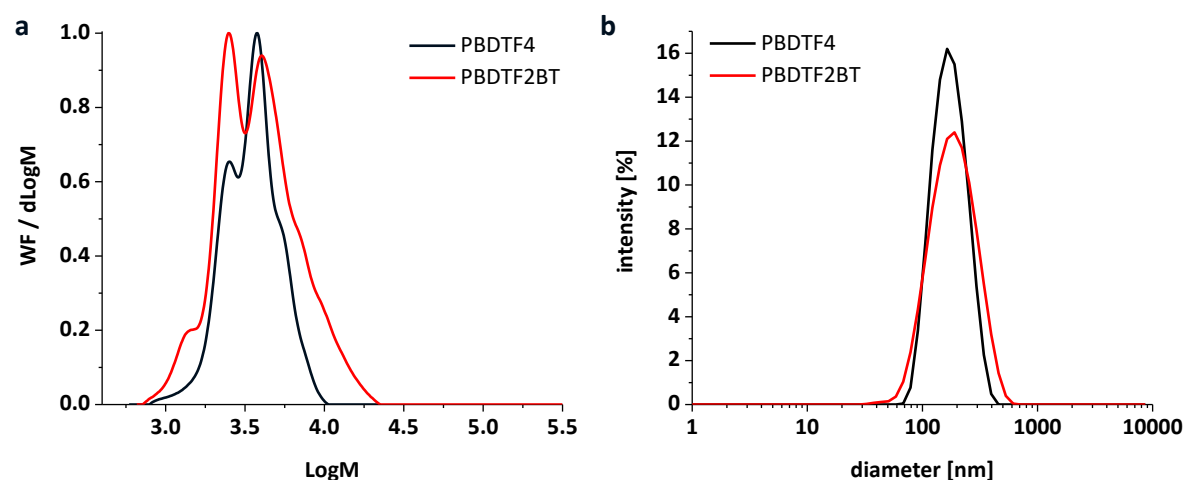 a
PBDTF4
PBDTF2BT
1.0
0.8
0.6
0.4
0.2
0.0
WF / dLogM
3.0 3.5 4.0 4.5 5.0 5.5
LogM
b
PBDTF4
PBDTF2BT
16
14
12
10
8
6
4
2
0
intensity [%]
1 10 100 1000 10000
diameter [nm]